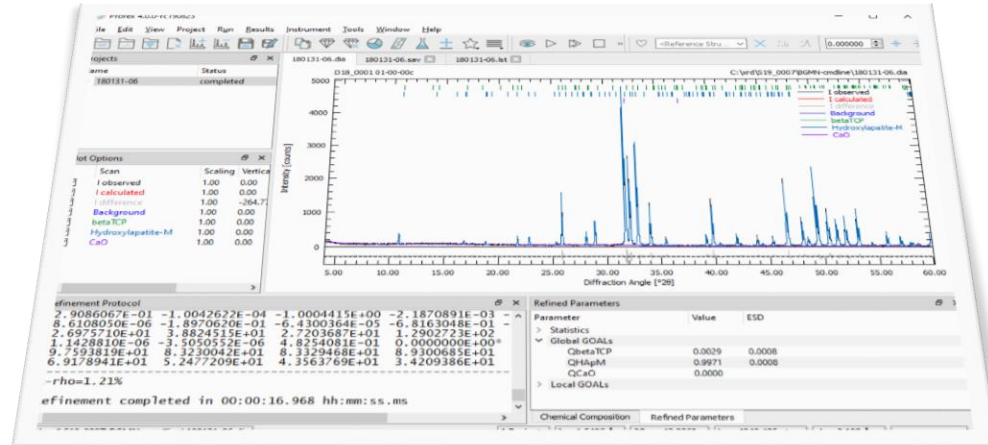 Profex 4.0.0-rc190823
ile Edit View Project Run Results Instrument Tools Window Help
<Reference Stru...
0.000000
rojects
ame Status
180131-06 completed
180131-06.dia 180131-06.sav 180131-06.lst
D18_0001 01-00-00c C:\xrd\S19_0007\BGMN-cmdline\180131-06.dia
I observed
I calculated
I difference
Background
betaTCP
Hydroxylapatite-M
CaO
Intensity [counts]
5000
4000
3000
2000
1000
0
5.00 10.00 15.00 20.00 25.00 30.00 35.00 40.00 45.00 50.00 55.00 60.00
Diffraction Angle [°2θ]
lot Options
Scan Scaling Vertica
I observed 1.00 0.00
I calculated 1.00 0.00
I difference 1.00 -264.77
Background 1.00 0.00
betaTCP 1.00 0.00
Hydroxylapatite-M 1.00 0.00
CaO 1.00 0.00
efinement Protocol
2.9086067E-01 -1.0042622E-04 -1.0004415E+00 -2.1870891E-03 -
8.6108050E-06 -1.8970620E-01 -6.4300364E-05 -6.8163048E-01 -
2.6975710E+01 3.8824515E+01 2.7203687E+01 1.2902723E+02
1.1428810E-06 -3.5050552E-06 4.8254081E-01 0.0000000E+00°
9.7593819E+01 8.3230042E+01 8.3329468E+01 8.9300685E+01
6.9178941E+01 5.2477209E+01 4.3563769E+01 3.4209386E+01
-rho=1.21%
efinement completed in 00:00:16.968 hh:mm:ss.ms
Refined Parameters
Parameter Value ESD
Statistics
Global GOALs
QbetaTCP 0.0029 0.0008
QHApM 0.9971 0.0008
QCaO 0.0000
Local GOALs
Chemical Composition Refined Parameters